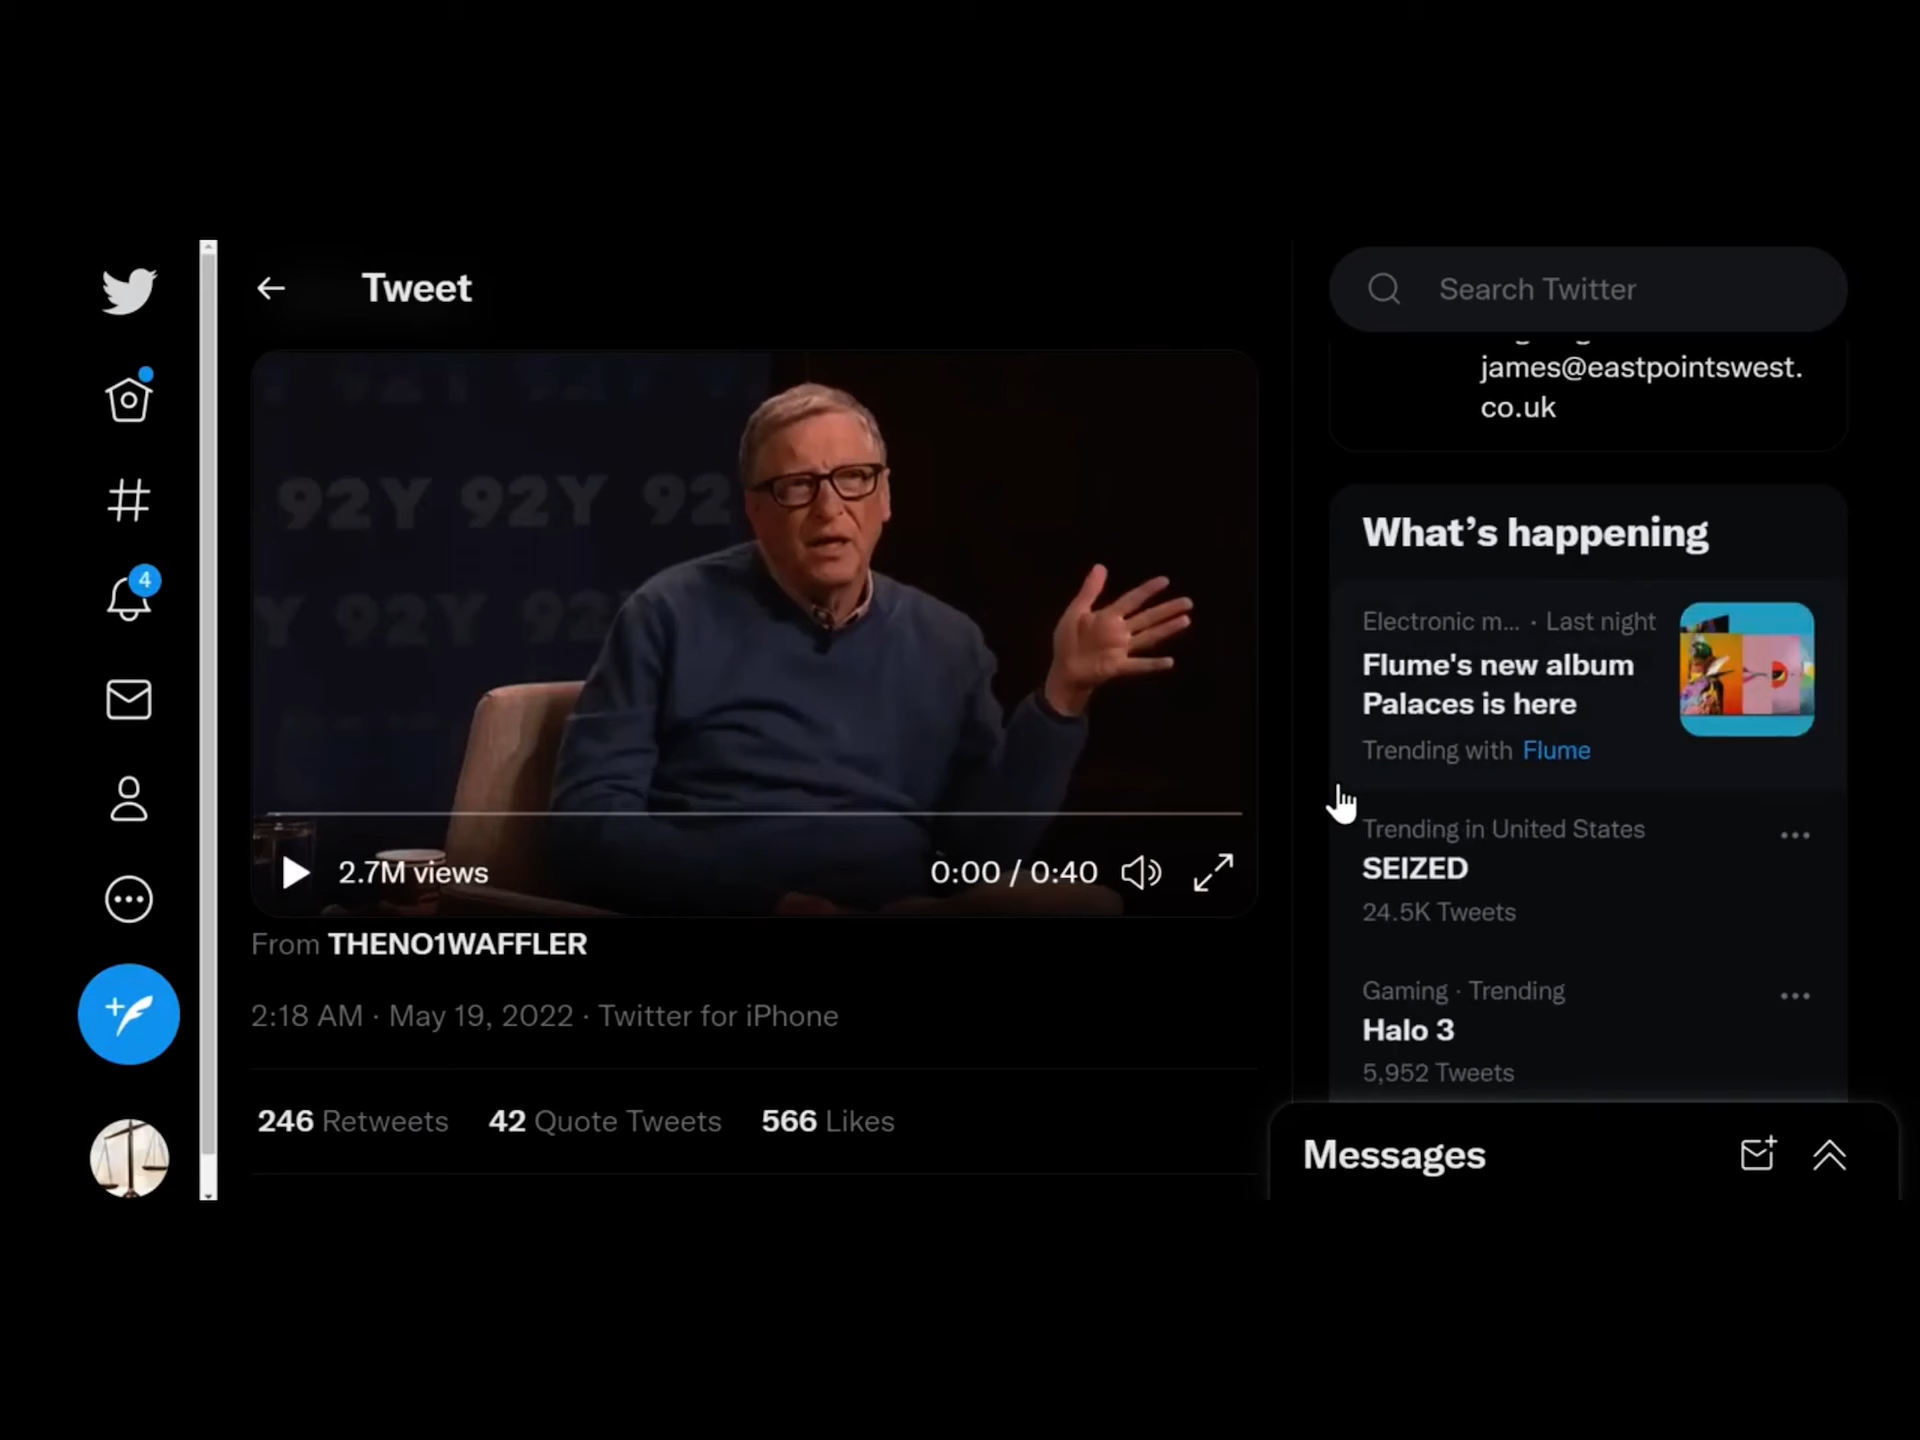 Tweet
92Y 92Y 92
Y 92Y 92
2.7M views
0:00 / 0:40
From THENO1WAFFLER
2:18 AM · May 19, 2022 · Twitter for iPhone
246 Retweets 42 Quote Tweets 566 Likes
4
Search Twitter
james@eastpointswest.
co.uk
What's happening
Electronic m... · Last night
Flume's new album
Palaces is here
Trending with Flume
Trending in United States
SEIZED
24.5K Tweets
Gaming · Trending
Halo 3
5,952 Tweets
Messages